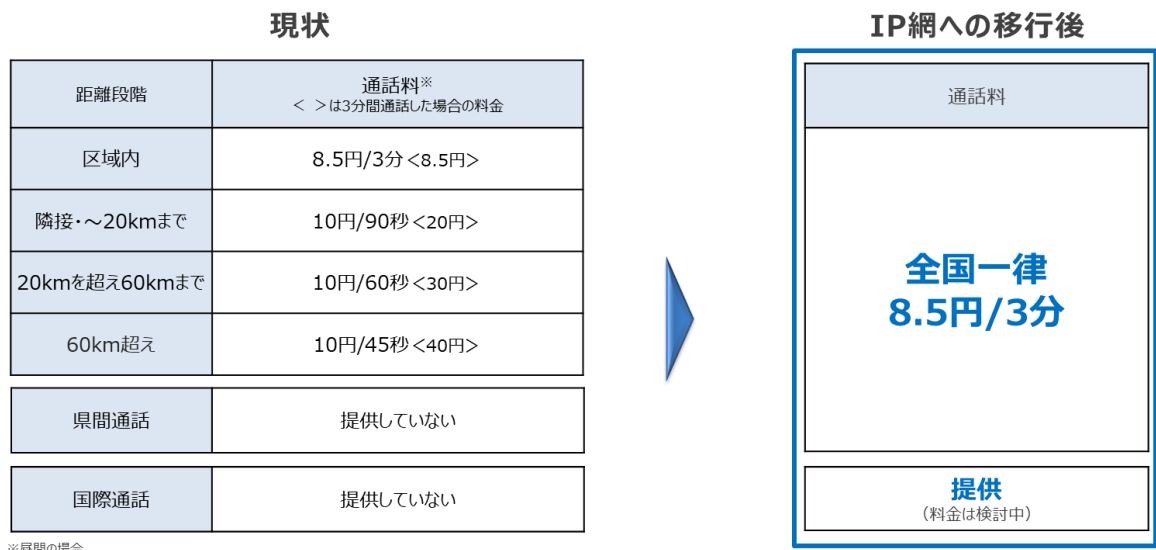 現状
距離段階
通話料※
< >は3分間通話した場合の料金
区域内
8.5円/3分<8.5円>
隣接・～20kmまで
10円/90秒<20円>
20kmを超え60kmまで
10円/60秒<30円>
60km超え
10円/45秒<40円>
県間通話
提供していない
国際通話
提供していない
※昼間の場合
IP網への移行後
通話料
全国一律
8.5円/3分
提供
（料金は検討中）